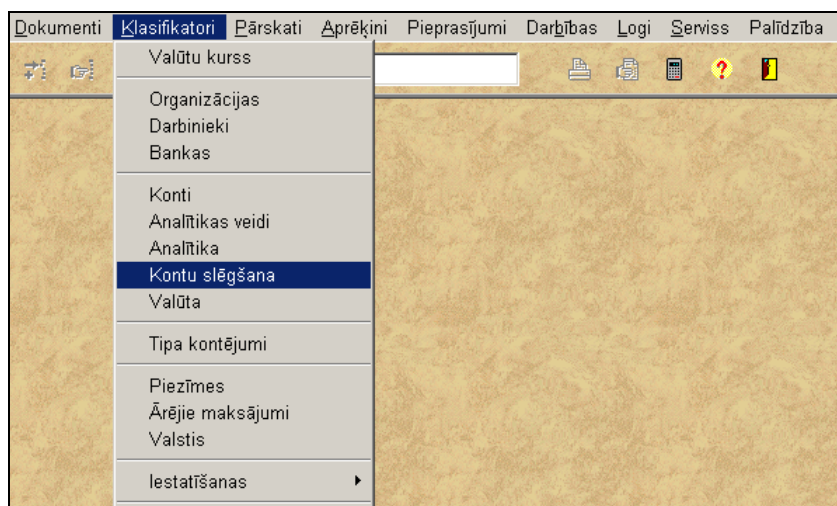 Dokumenti Klasifikatori Pārskati Aprēķini Pieprasījumi Darbības Logi Serviss Palīdzība
Valūtu kurss
Organizācijas
Darbinieki
Bankas
Konti
Analītikas veidi
Analītika
Kontu slēgšana
Valūta
Tipa kontējumi
Piezīmes
Ārējie maksājumi
Valstis
Iestatīšanas